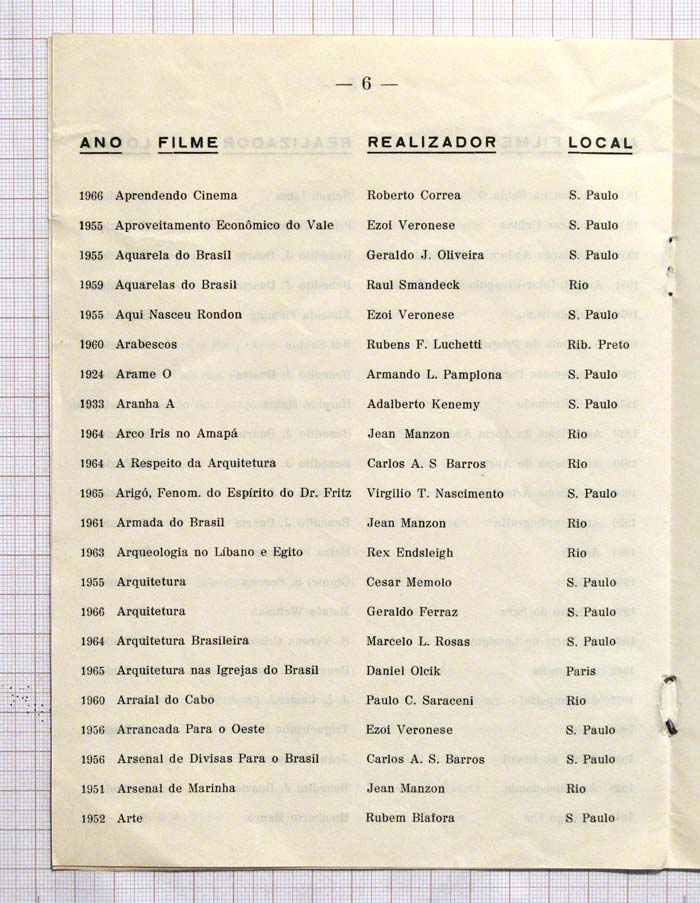 — 6 —
ANO FILME REALIZADOR LOCAL
1966 Aprendendo Cinema Roberto Correa S. Paulo
1955 Aproveitamento Econômico do Vale Ezoi Veronese S. Paulo
1955 Aquarela do Brasil Geraldo J. Oliveira S. Paulo
1959 Aquarelas do Brasil Raul Smandeck Rio
1955 Aqui Nasceu Rondon Ezoi Veronese S. Paulo
1960 Arabescos Rubens F. Luchetti Rib. Preto
1924 Arame O Armando L. Pamplona S. Paulo
1933 Aranha A Adalberto Kenemy S. Paulo
1964 Arco Iris no Amapá Jean Manzon Rio
1964 A Respeito da Arquitetura Carlos A. S Barros Rio
1965 Arigó, Fenom. do Espírito do Dr. Fritz Virgilio T. Nascimento S. Paulo
1961 Armada do Brasil Jean Manzon Rio
1963 Arqueologia no Líbano e Egito Rex Endsleigh Rio
1955 Arquitetura Cesar Memolo S. Paulo
1966 Arquitetura Geraldo Ferraz S. Paulo
1964 Arquitetura Brasileira Marcelo L. Rosas S. Paulo
1965 Arquitetura nas Igrejas do Brasil Daniel Olcik Paris
1960 Arraial do Cabo Paulo C. Saraceni Rio
1956 Arrancada Para o Oeste Ezoi Veronese S. Paulo
1956 Arsenal de Divisas Para o Brasil Carlos A. S. Barros S. Paulo
1951 Arsenal de Marinha Jean Manzon Rio
1952 Arte Rubem Biafora S Paulo